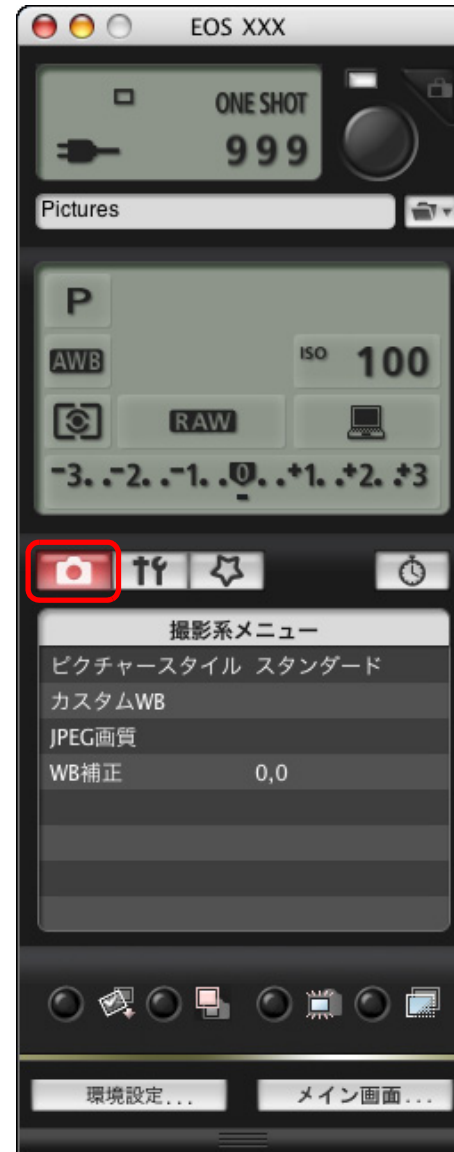 EOS XXX
ONE SHOT
999
Pictures
P
AWB
ISO 100
RAW
-3..-2..-1..0..+1..+2..+3
撮影系メニュー
ピクチャースタイル スタンダード
カスタムWB
JPEG画質
WB補正 0,0
環境設定...
メイン画面...